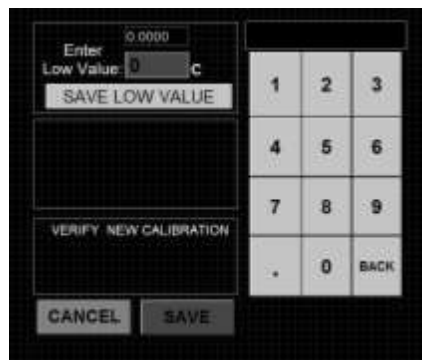 0.0000
Enter
Low Value: 0 C
SAVE LOW VALUE
VERIFY NEW CALIBRATION
CANCEL SAVE
1 2 3
4 5 6
7 8 9
. 0 BACK